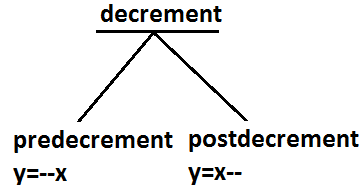 decrement
predecrement postdecrement
y=--x y=x--